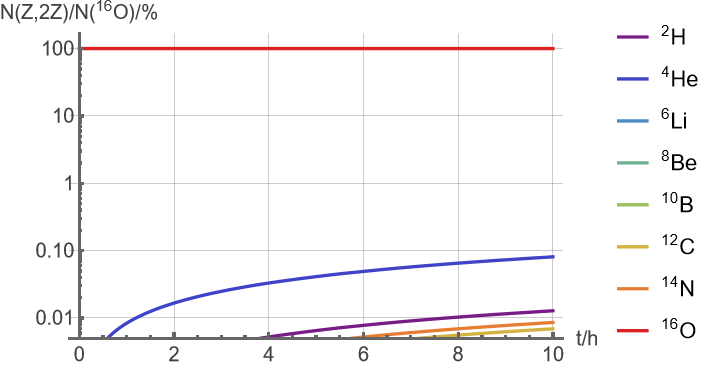 N(Z,2Z)/N(¹⁶O)/%
100
10
1
0.10
0.01
0 2 4 6 8 10
t/h
²H
⁴He
⁶Li
⁸Be
¹⁰B
¹²C
¹⁴N
¹⁶O